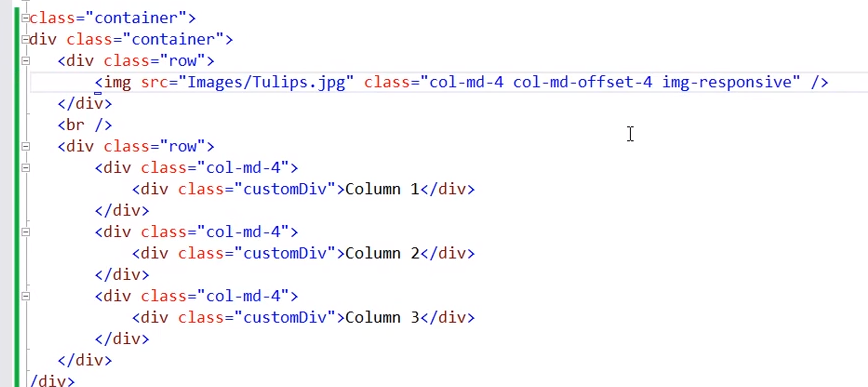 class="container">
div class="container">
<div class="row">
<img src="Images/Tulips.jpg" class="col-md-4 col-md-offset-4 img-responsive" />
</div>
<br />
<div class="row">
<div class="col-md-4">
<div class="customDiv">Column 1</div>
</div>
<div class="col-md-4">
<div class="customDiv">Column 2</div>
</div>
<div class="col-md-4">
<div class="customDiv">Column 3</div>
</div>
</div>
/div>